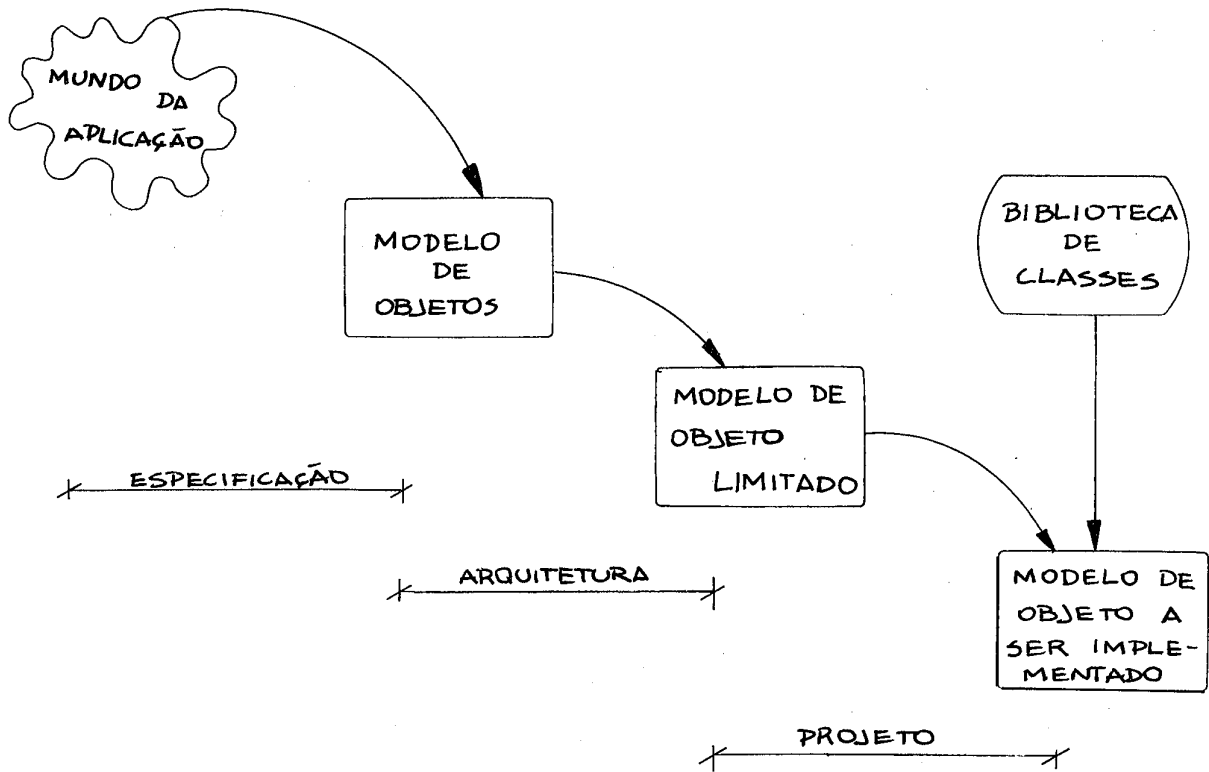 MUNDO
DA
APLICAÇÃO
MODELO
DE
OBJETOS
BIBLIOTECA
DE
CLASSES
MODELO DE
OBJETO
LIMITADO
ESPECIFICAÇÃO
ARQUITETURA
MODELO DE
OBJETO A
SER IMPLE-
MENTADO
PROJETO